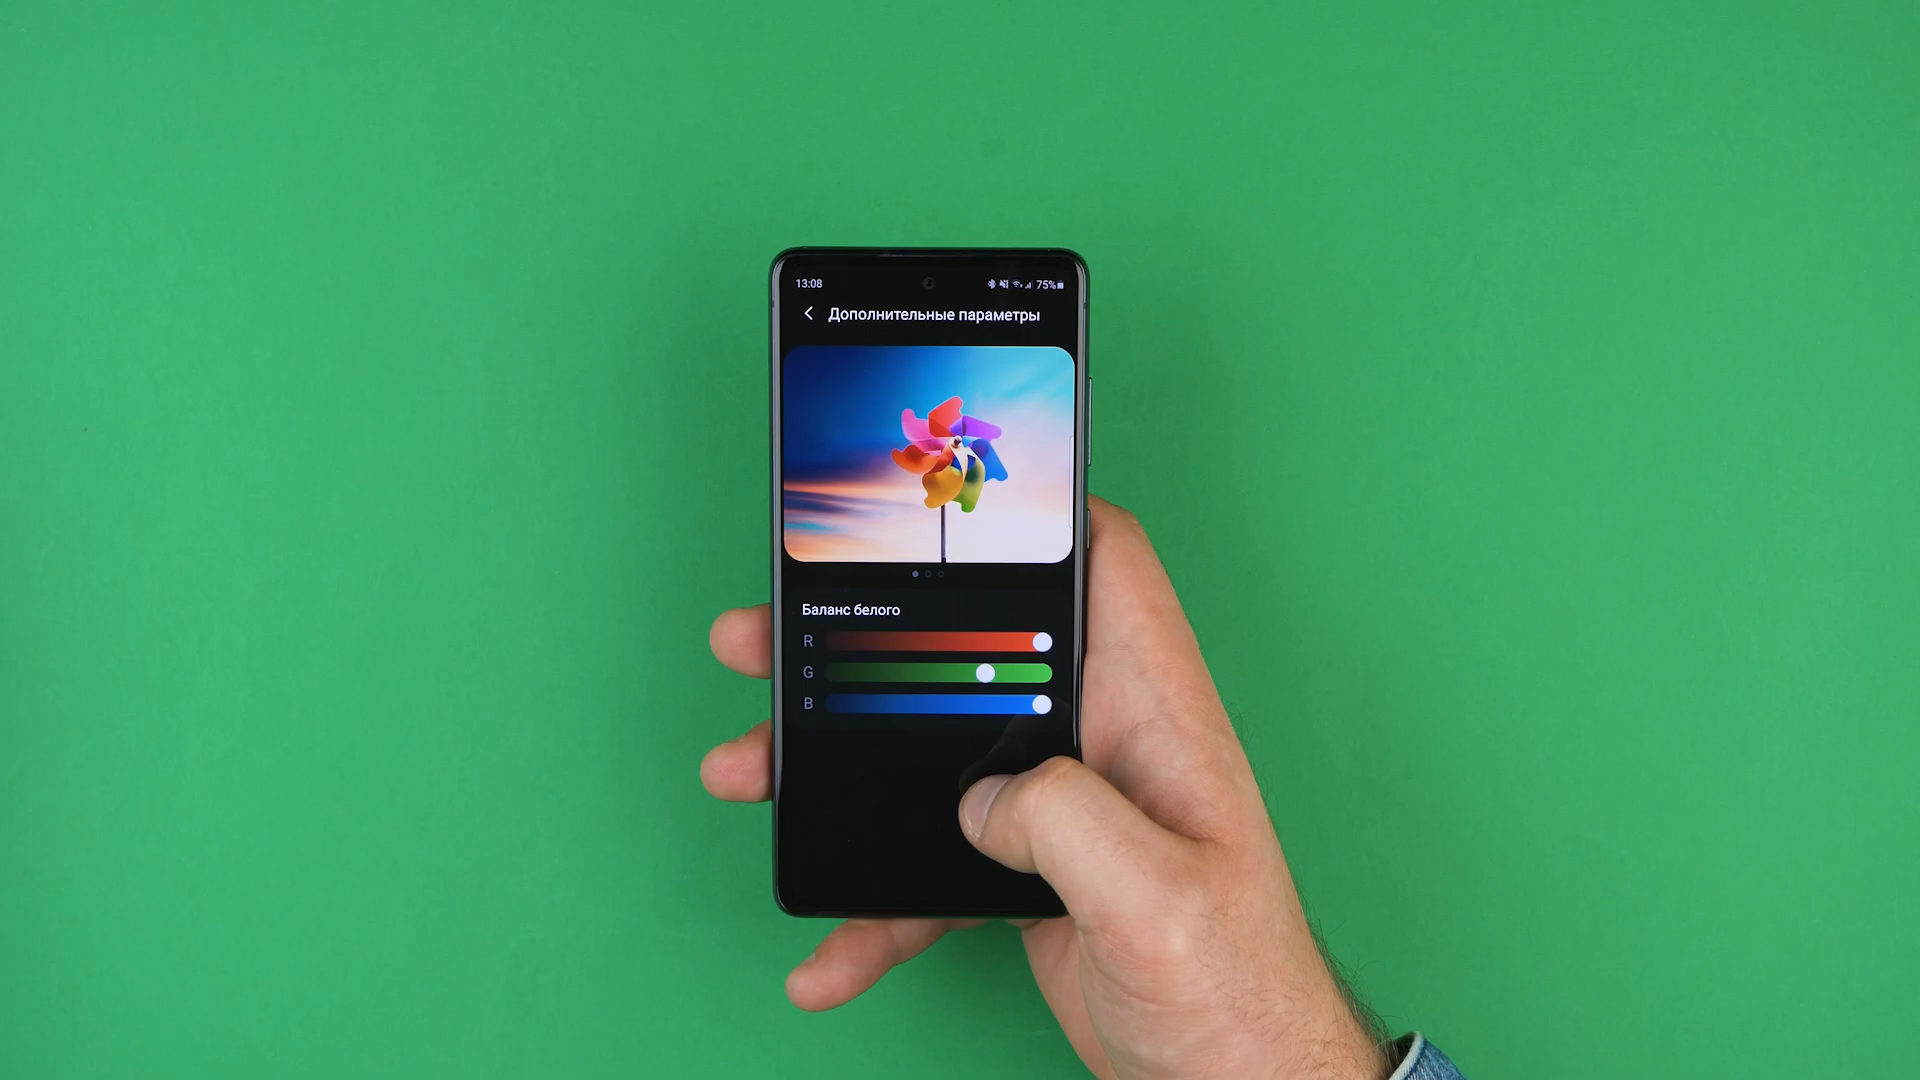 13:08 75%
Дополнительные параметры
Баланс белого
R
G
B